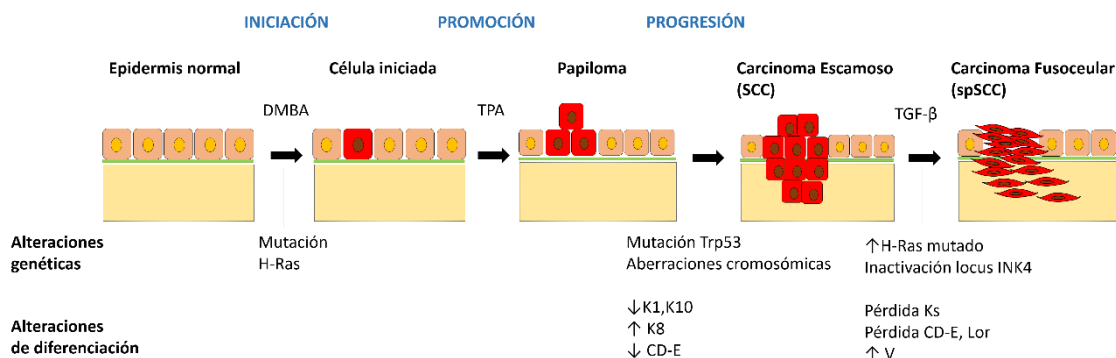 INICIACIÓN
PROMOCIÓN
PROGRESIÓN
Epidermis normal
Célula iniciada
Papiloma
Carcinoma Escamoso
(SCC)
Carcinoma Fusoceular
(spSCC)
DMBA
TPA
TGF-β
Alteraciones
genéticas
Mutación
H-Ras
Mutación Trp53
Aberraciones cromosómicas
↑H-Ras mutado
Inactivación locus INK4
Alteraciones
de diferenciación
↓K1,K10
↑ K8
↓ CD-E
Pérdida Ks
Pérdida CD-E, Lor
↑ V